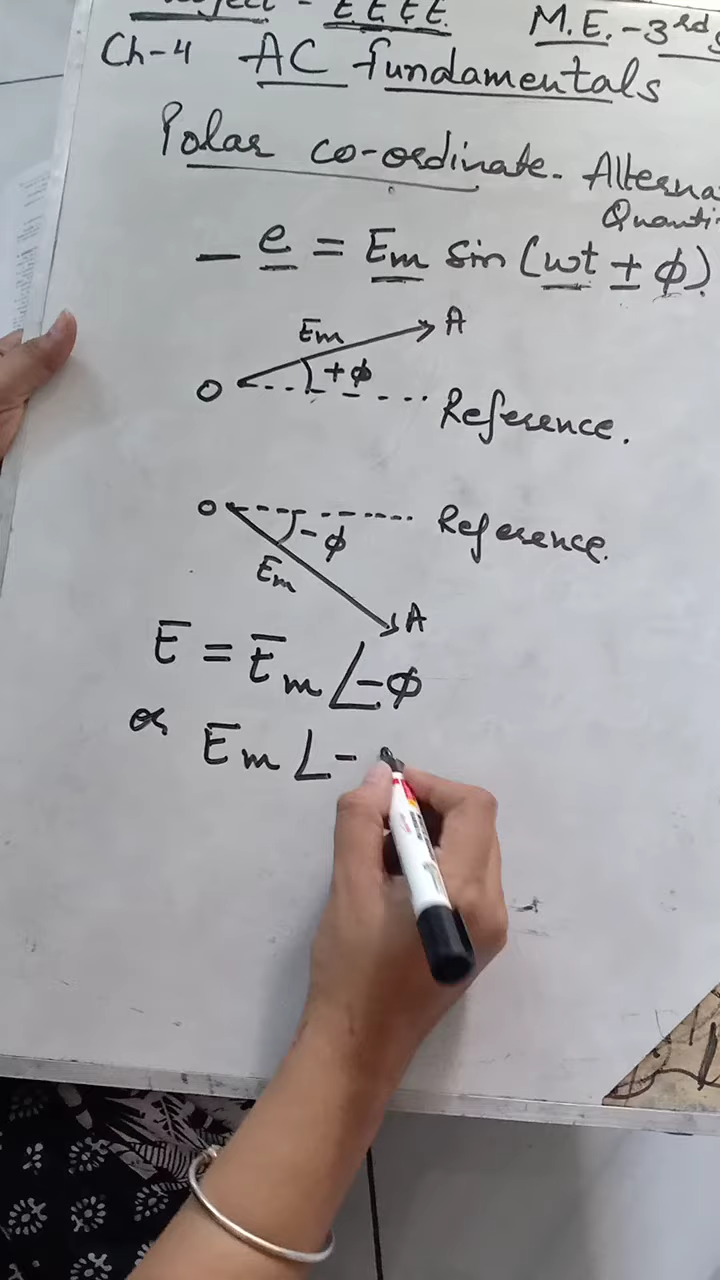 - E.E.E.E. M.E.-3rd
Ch-4 AC fundamentals
Polar co-ordinate. Alterna
Quanti
- e = Em sin (ωt ± φ)
Em A
+φ
O
Reference.
O Reference.
-φ
Em
A
E = Em ∠-φ
or Em ∠-